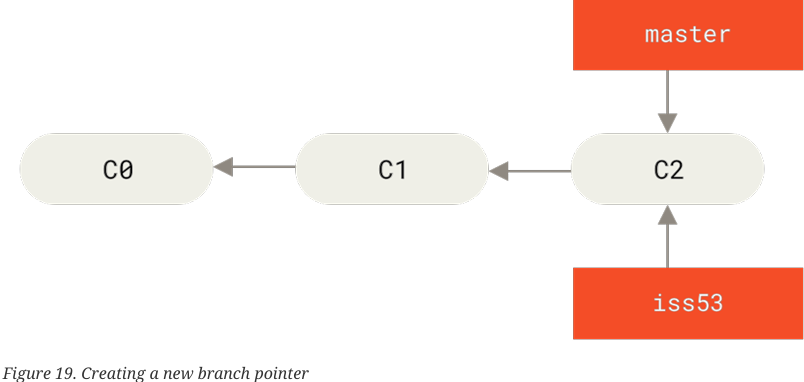 master
C0
C1
C2
iss53
Figure 19. Creating a new branch pointer